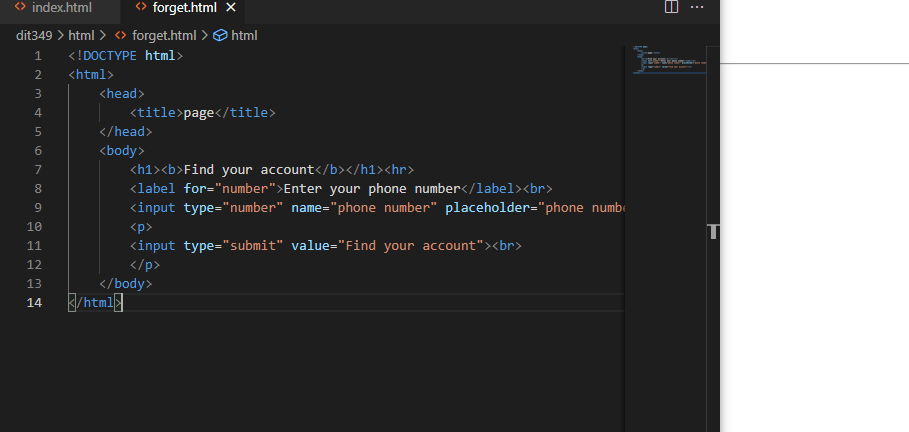 index.html forget.html
dit349 > html > forget.html > html
1 <!DOCTYPE html>
2 <html>
3 <head>
4 <title>page</title>
5 </head>
6 <body>
7 <h1><b>Find your account</b></h1><hr>
8 <label for="number">Enter your phone number</label><br>
9 <input type="number" name="phone number" placeholder="phone numbe
10 <p>
11 <input type="submit" value="Find your account"><br>
12 </p>
13 </body>
14 </html>
T